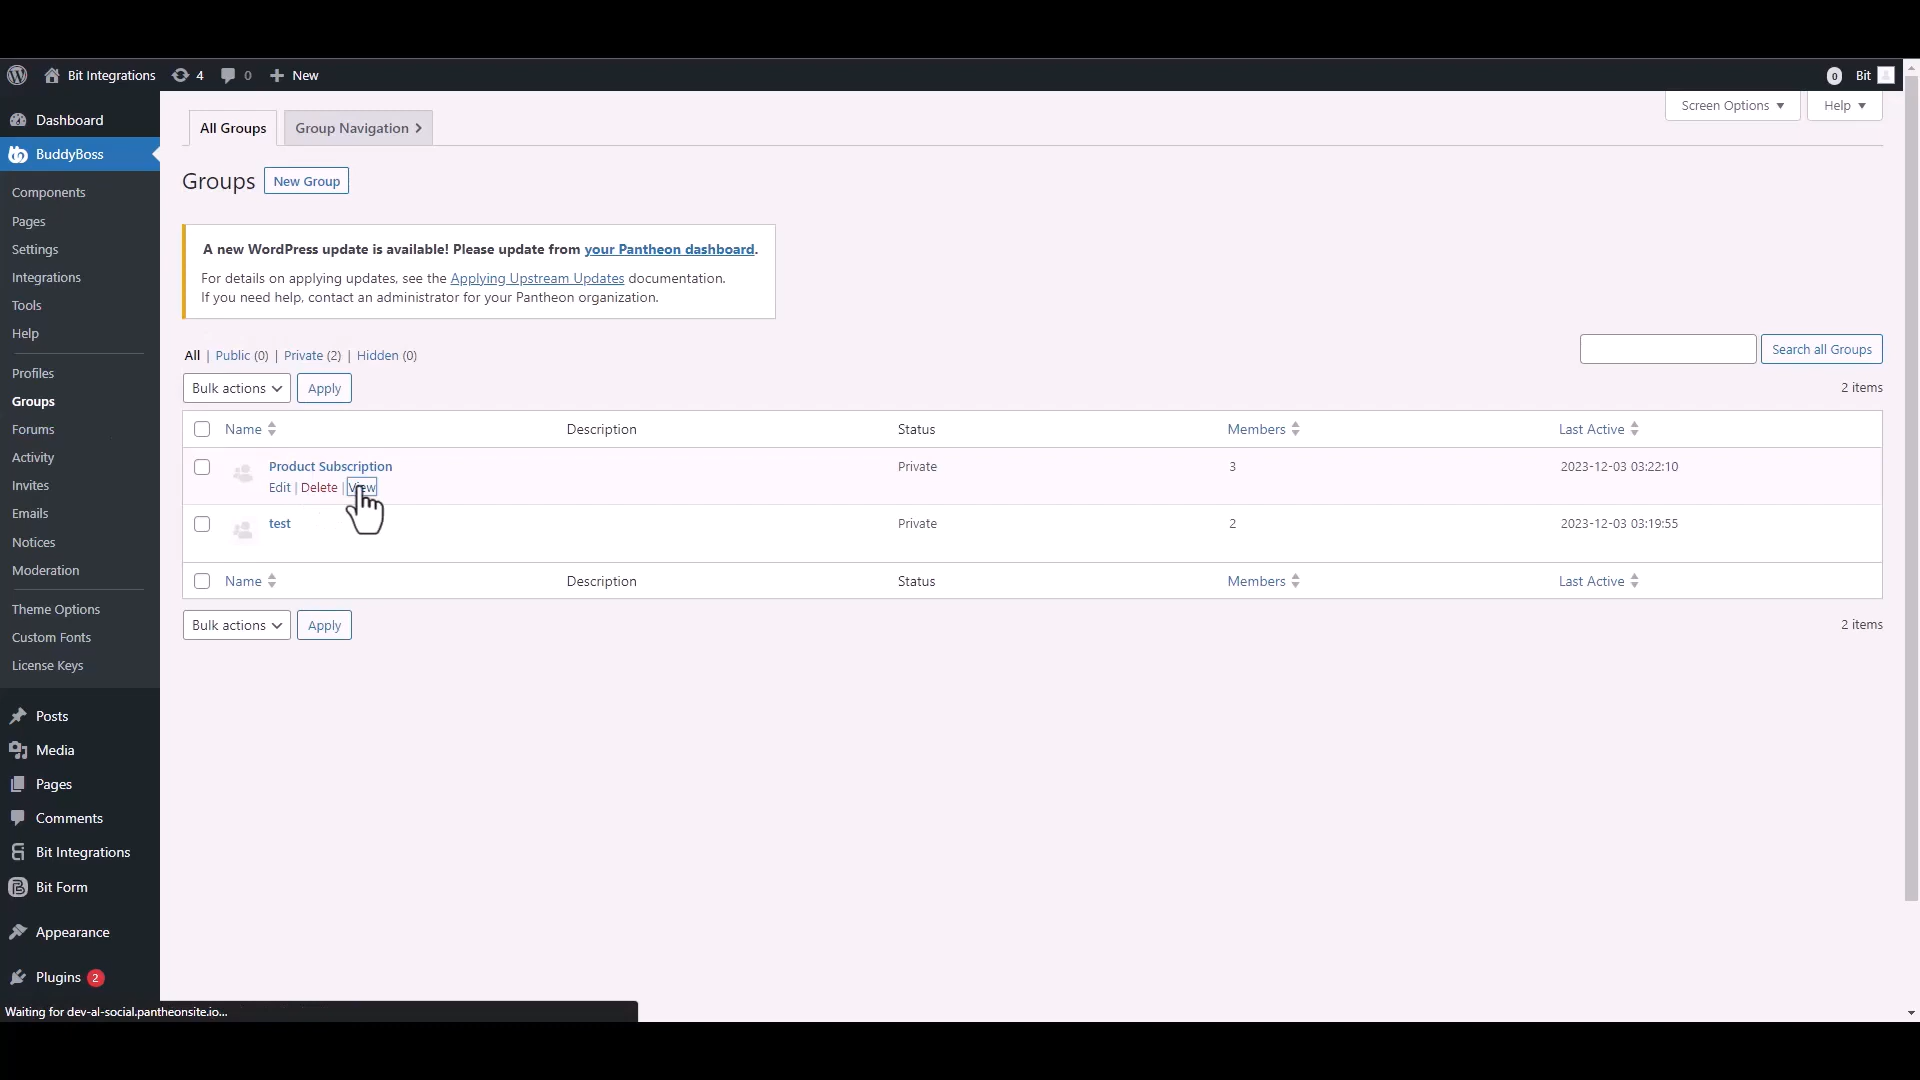 Bit Integrations 4 0 New 0 Bit
Screen Options Help
Dashboard
BuddyBoss
Components
Pages
Settings
Integrations
Tools
Help
Profiles
Groups
Forums
Activity
Invites
Emails
Notices
Moderation
Theme Options
Custom Fonts
License Keys
Posts
Media
Pages
Comments
Bit Integrations
Bit Form
Appearance
Plugins 2
All Groups Group Navigation
Groups New Group
A new WordPress update is available! Please update from your Pantheon dashboard.
For details on applying updates, see the Applying Upstream Updates documentation.
If you need help, contact an administrator for your Pantheon organization.
All | Public (0) | Private (2) | Hidden (0)
Search all Groups
Bulk actions Apply 2 items
Name Description Status Members Last Active
Product Subscription Private 3 2023-12-03 03:22:10
Edit | Delete | View
test Private 2 2023-12-03 03:19:55
Name Description Status Members Last Active
Bulk actions Apply 2 items
Waiting for dev-al-social.pantheonsite.io...